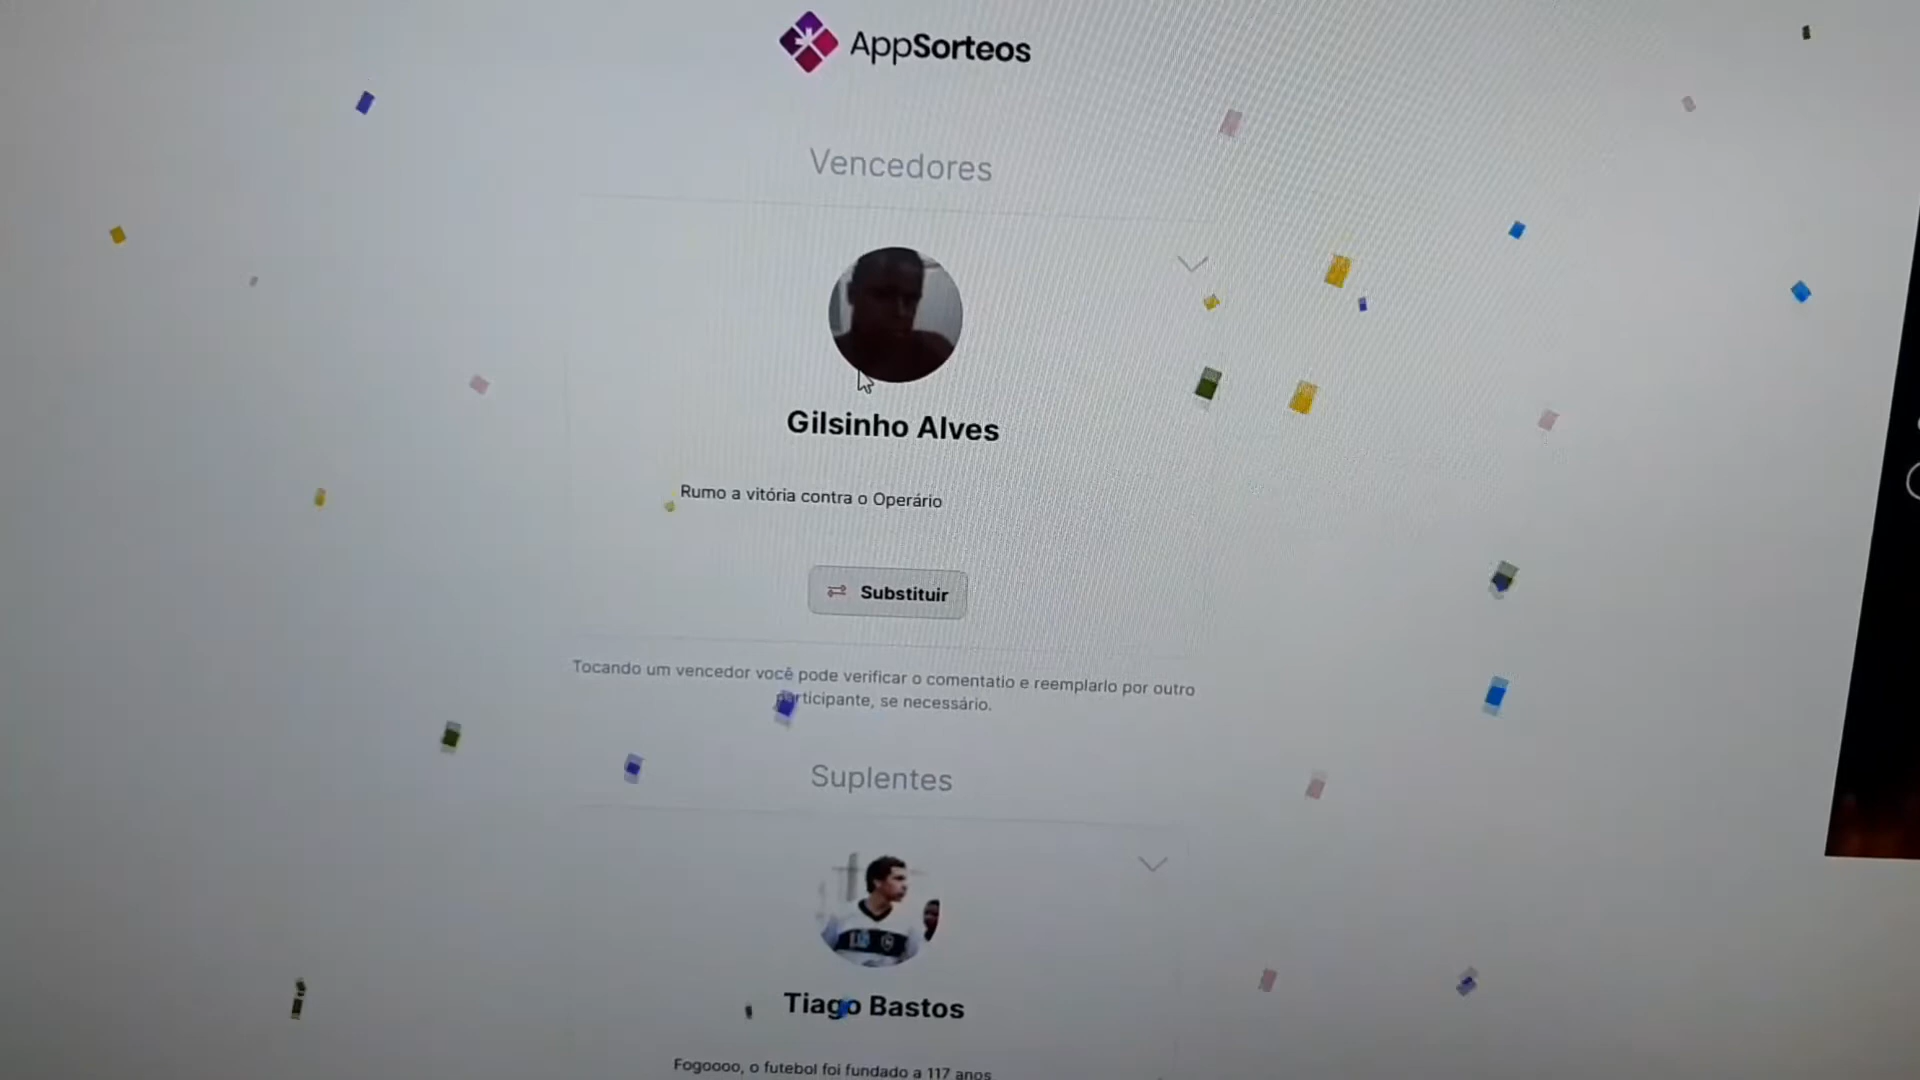 AppSorteos
Vencedores
Gilsinho Alves
Rumo a vitória contra o Operário
Substituir
Tocando um vencedor você pode verificar o comentatio e reemplarlo por outro
participante, se necessário.
Suplentes
Tiago Bastos
Fogoooo, o futebol foi fundado a 117 anos